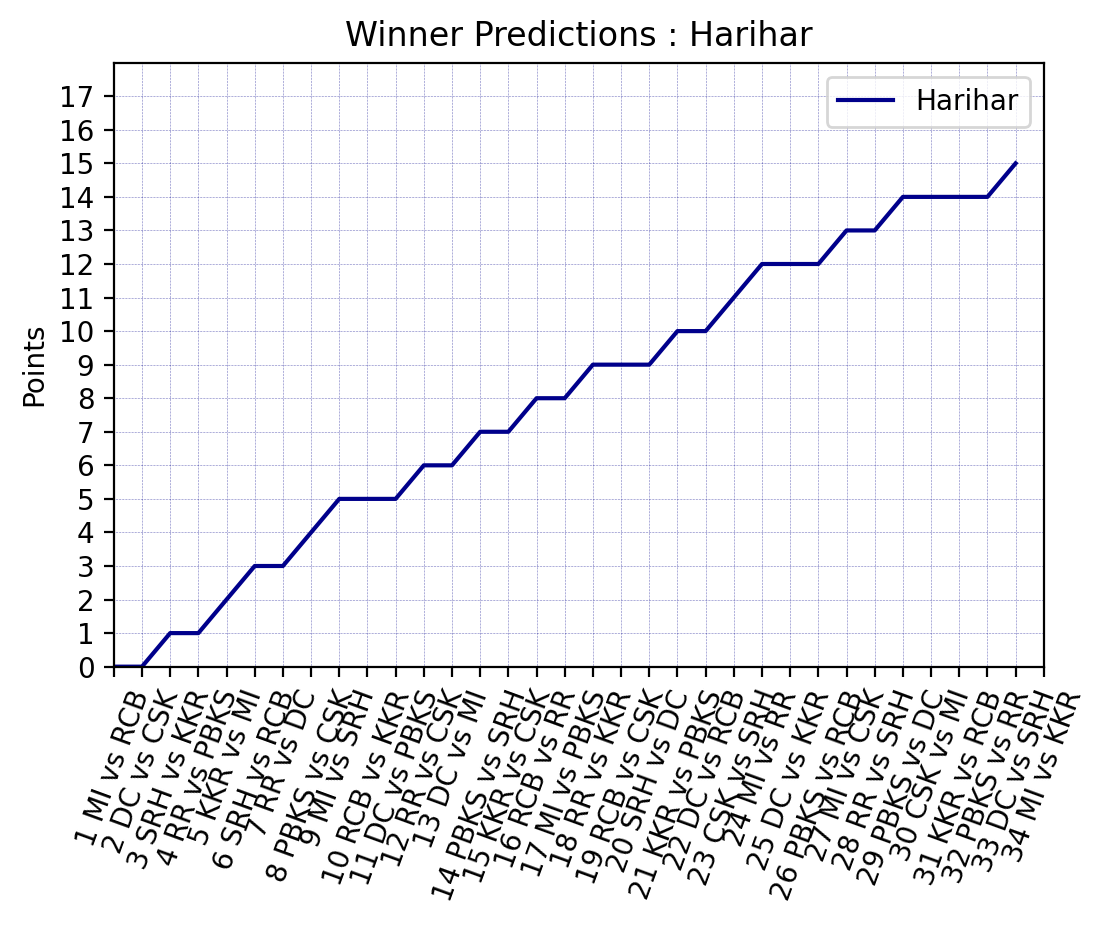 Winner Predictions : Harihar
Harihar
Points
17
16
15
14
13
12
11
10
9
8
7
6
5
4
3
2
1
0
1 MI vs RCB
2 DC vs CSK
3 SRH vs KKR
4 RR vs PBKS
5 KKR vs MI
6 SRH vs RCB
7 RR vs DC
8 PBKS vs CSK
9 MI vs SRH
10 RCB vs KKR
11 DC vs PBKS
12 RR vs CSK
13 DC vs MI
14 PBKS vs SRH
15 KKR vs CSK
16 RCB vs RR
17 MI vs PBKS
18 RR vs KKR
19 RCB vs CSK
20 SRH vs DC
21 KKR vs PBKS
22 DC vs RCB
23 CSK vs SRH
24 MI vs RR
25 DC vs KKR
26 PBKS vs RCB
27 MI vs CSK
28 RR vs SRH
29 PBKS vs DC
30 CSK vs MI
31 KKR vs RCB
32 PBKS vs RR
33 DC vs SRH
34 MI vs KKR